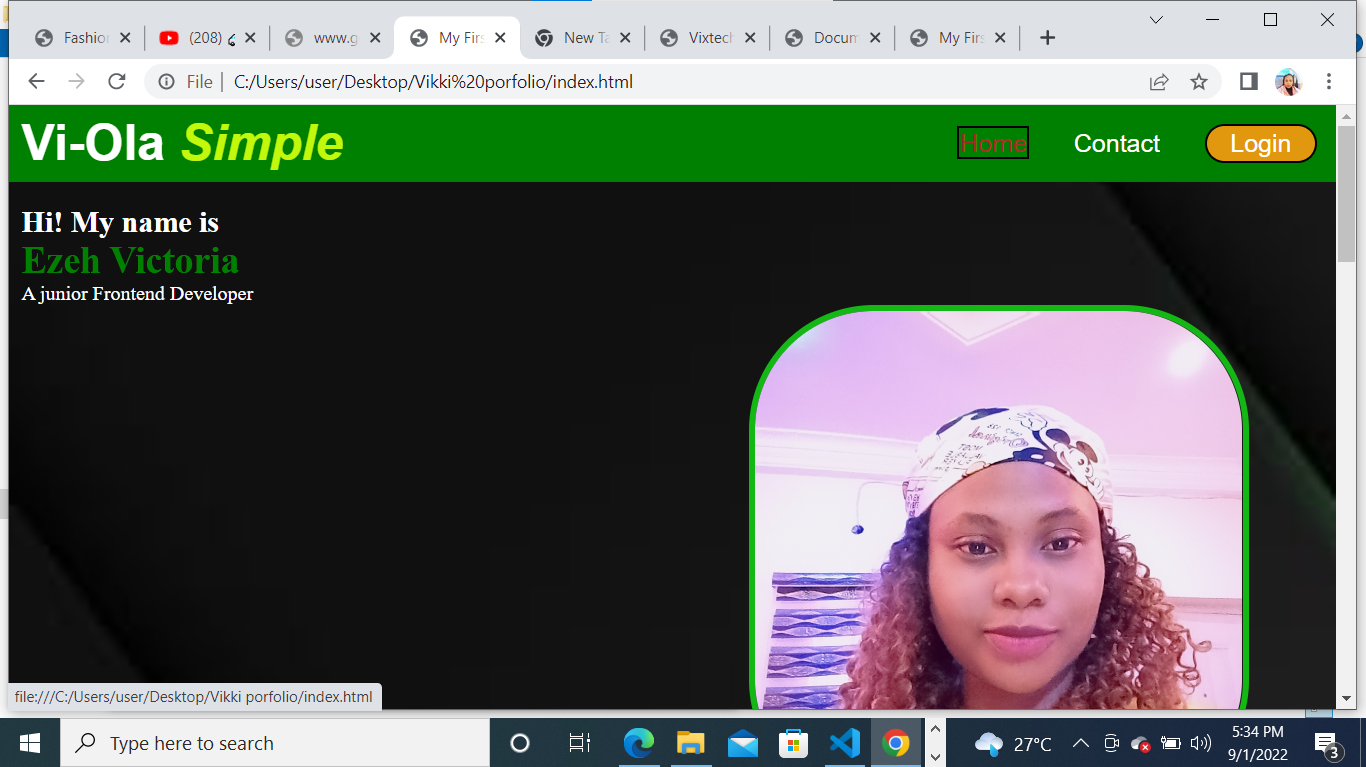 Fashio
(208)
www.g
My Firs
New Ta
Vixtech
Docum
My Firs
File | C:/Users/user/Desktop/Vikki%20porfolio/index.html
Vi-Ola Simple
Home
Contact
Login
Hi! My name is
Ezeh Victoria
A junior Frontend Developer
file:///C:/Users/user/Desktop/Vikki porfolio/index.html
Type here to search
27°C
5:34 PM
9/1/2022
3